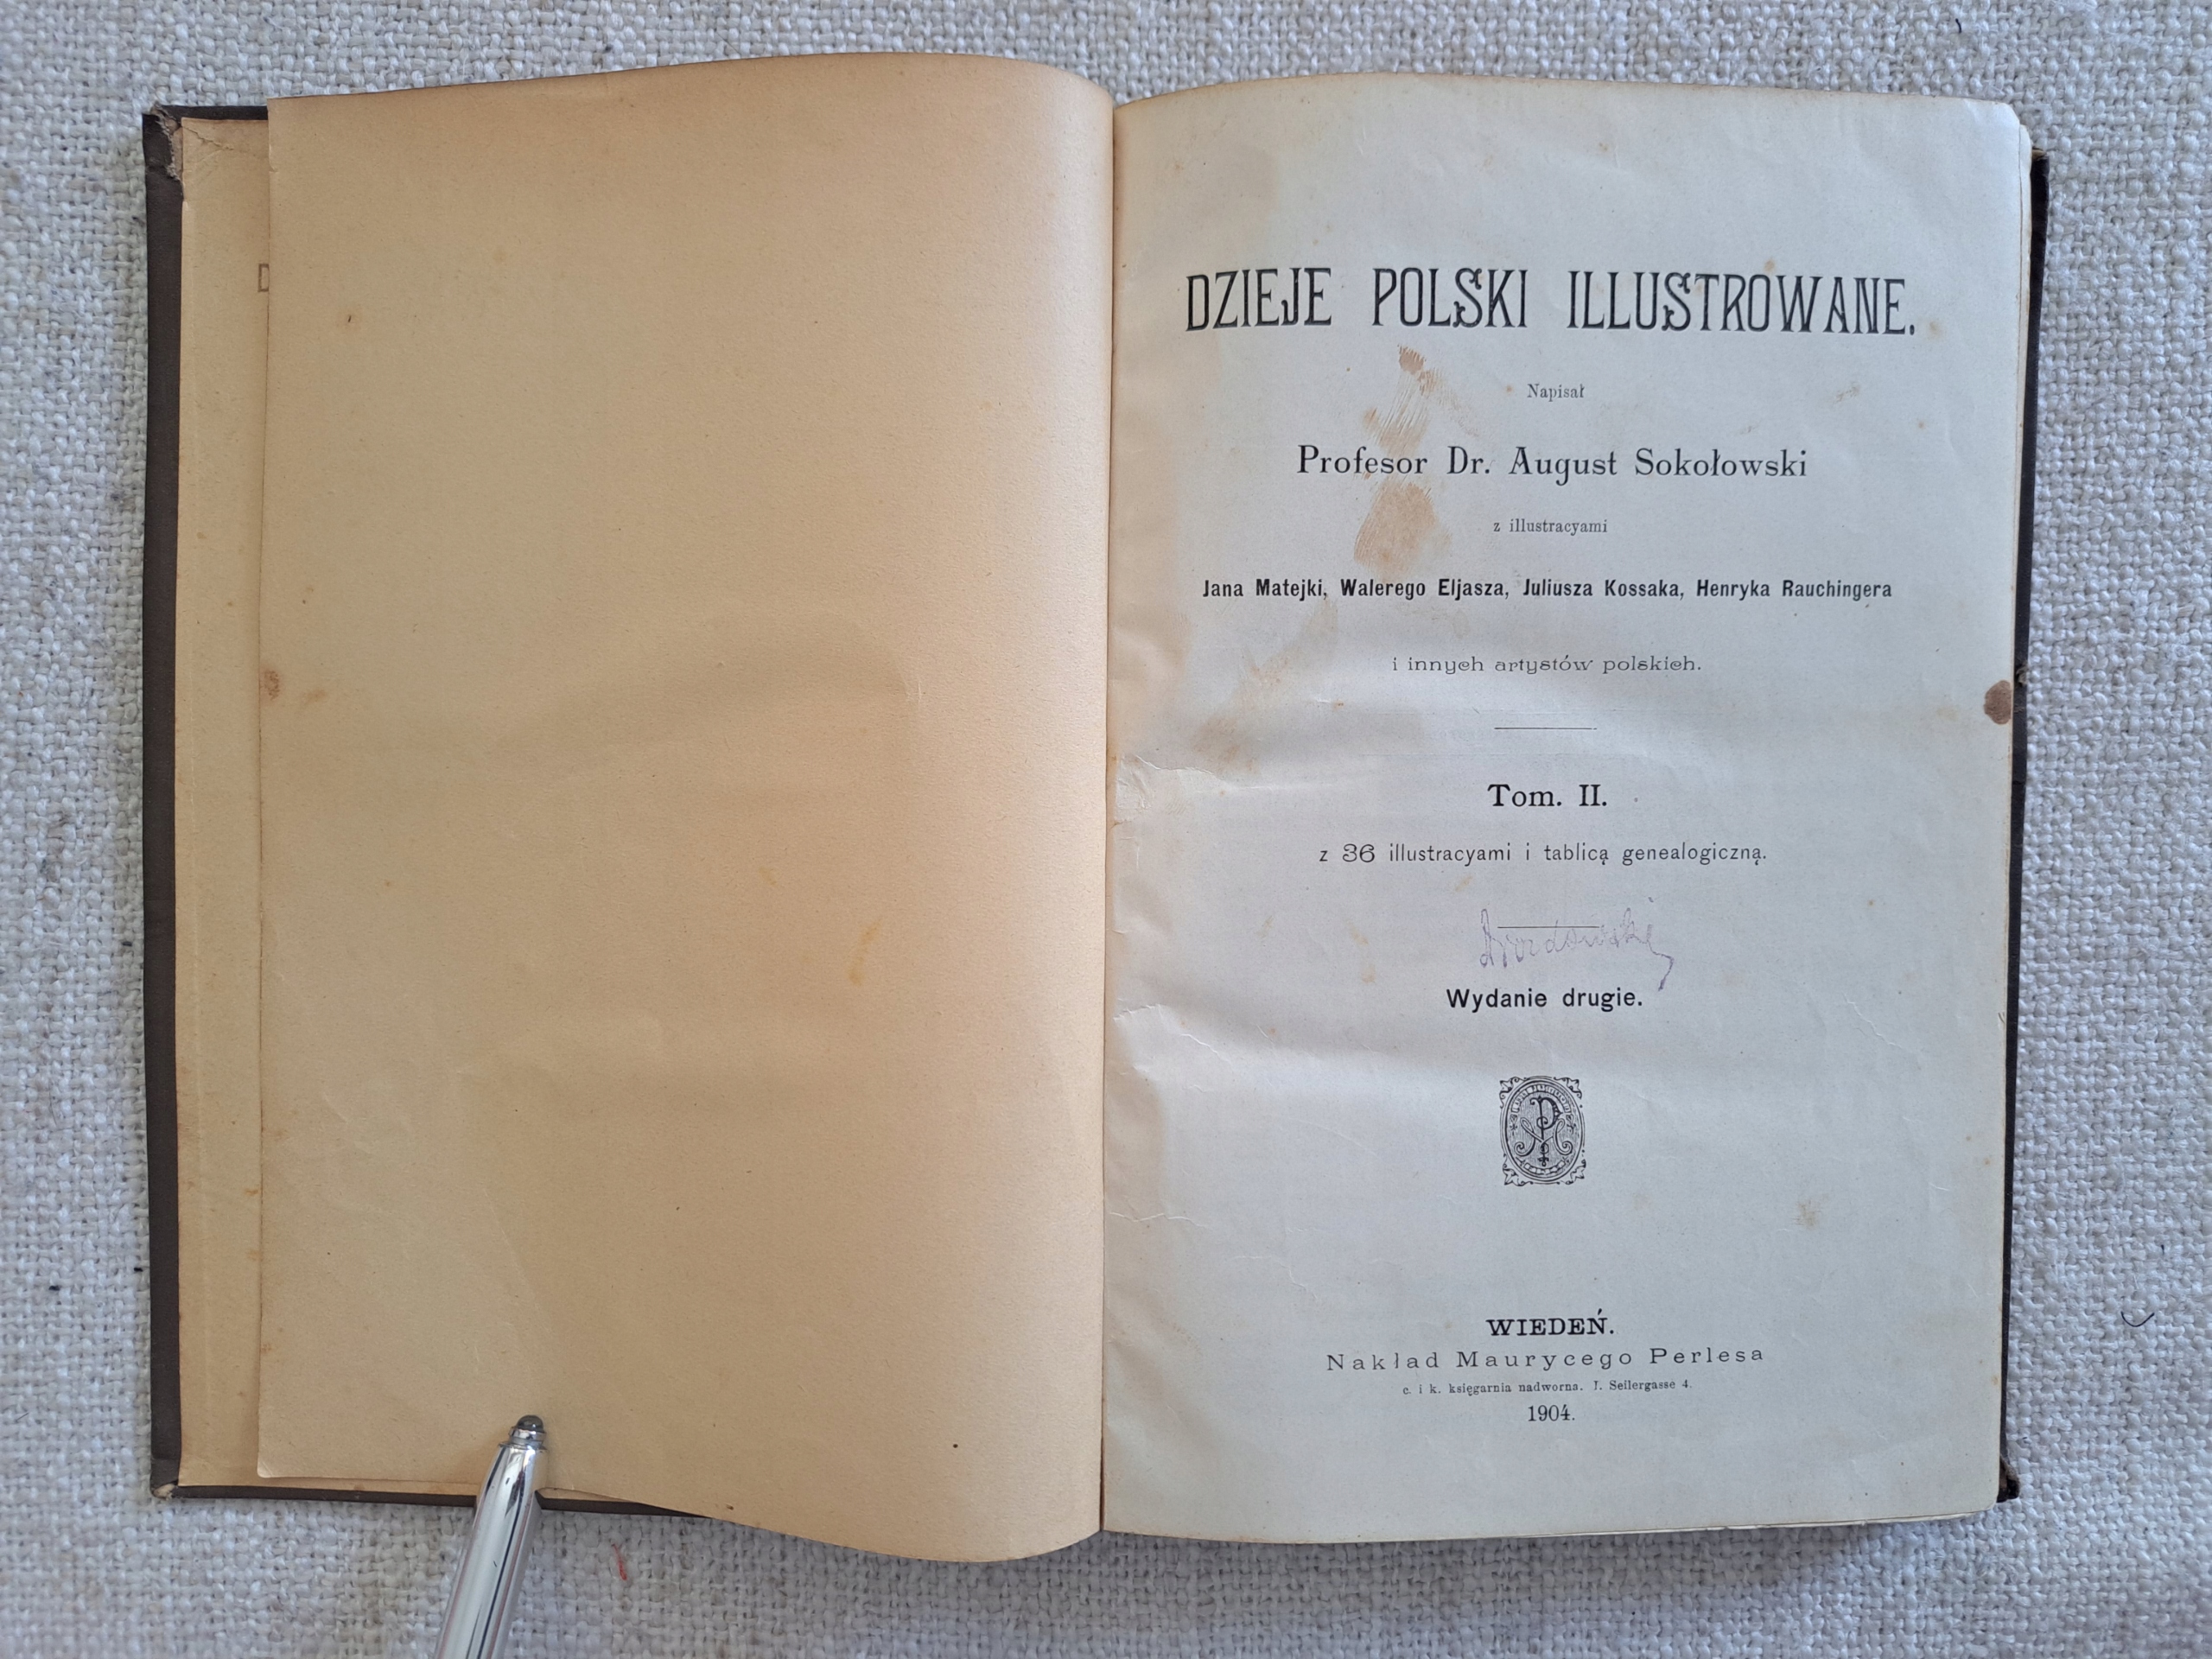 DZIEJE POLSKI ILLUSTROWANE.
Napisał
Profesor Dr. August Sokołowski
z illustracyami
Jana Matejki, Walerego Eljasza, Juliusza Kossaka, Henryka Rauchingera
i innych artystów polskich.
Tom. II.
z 36 illustracyami i tablicą genealogiczną.
Wydanie drugie.
WIEDEŃ.
Nakład Maurycego Perlesa
c. i k. księgarnia nadworna. I. Seilergasse 4.
1904.